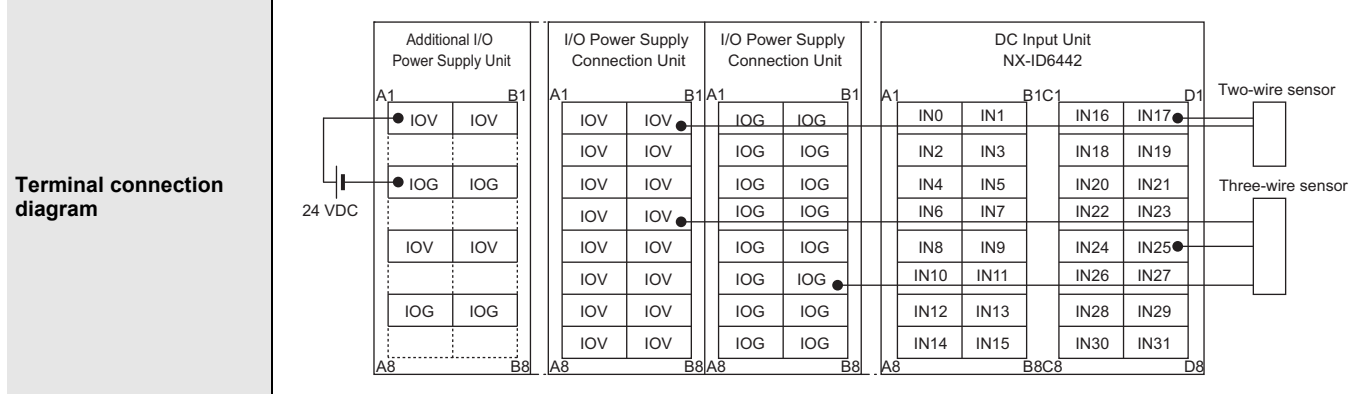 Terminal connection
diagram
Additional I/O
Power Supply Unit
I/O Power Supply
Connection Unit
I/O Power Supply
Connection Unit
DC Input Unit
NX-ID6442
A1 B1 A1 B1 A1 B1 A1 B1 C1 D1
Two-wire sensor
IOV IOV IOV IOV IOG IOG IN0 IN1 IN16 IN17
IOV IOV IOG IOG IN2 IN3 IN18 IN19
IOG IOG IOV IOV IOG IOG IN4 IN5 IN20 IN21
Three-wire sensor
24 VDC
IOV IOV IOG IOG IN6 IN7 IN22 IN23
IOV IOV IOV IOV IOG IOG IN8 IN9 IN24 IN25
IOV IOV IOG IOG IN10 IN11 IN26 IN27
IOG IOG IOV IOV IOG IOG IN12 IN13 IN28 IN29
IOV IOV IOG IOG IN14 IN15 IN30 IN31
A8 B8 A8 B8 A8 B8 A8 B8 C8 D8